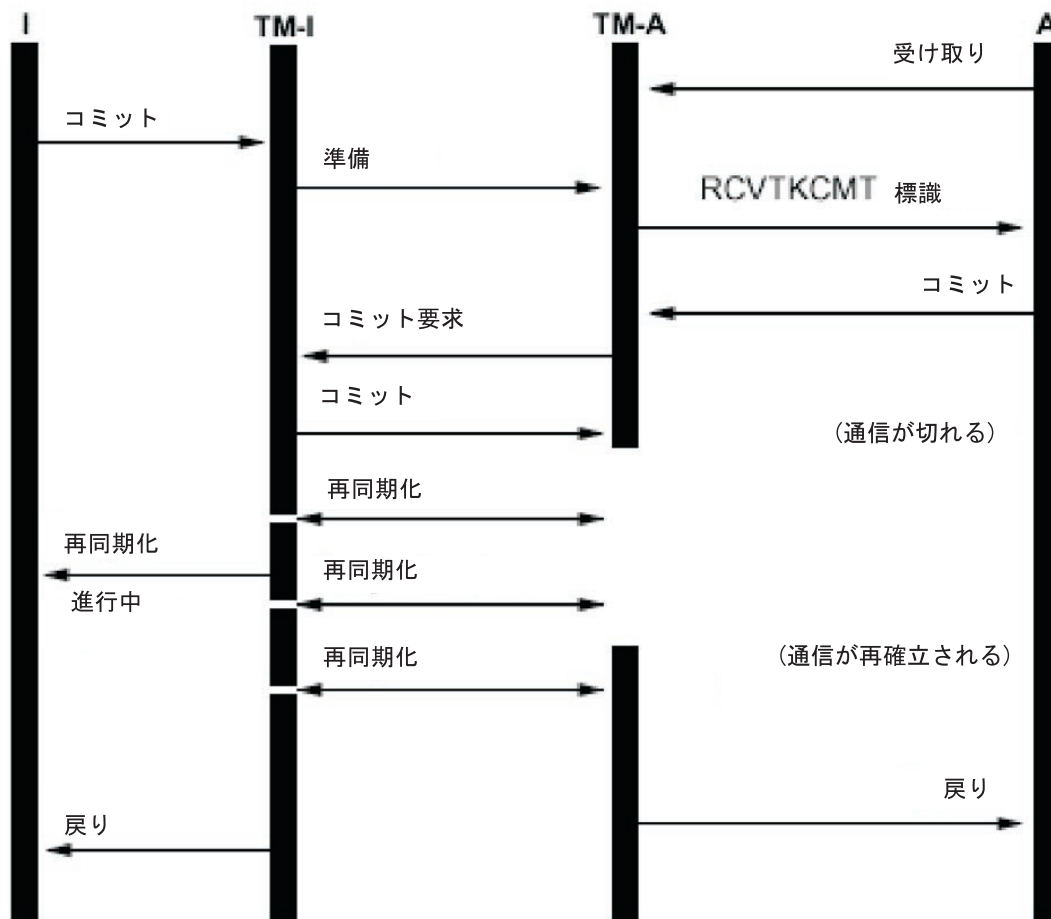 I
TM-I
TM-A
A
受け取り
コミット
準備
RCVTKCMT 標識
コミット
コミット要求
コミット
(通信が切れる)
再同期化
再同期化
進行中
再同期化
再同期化
(通信が再確立される)
戻り
戻り